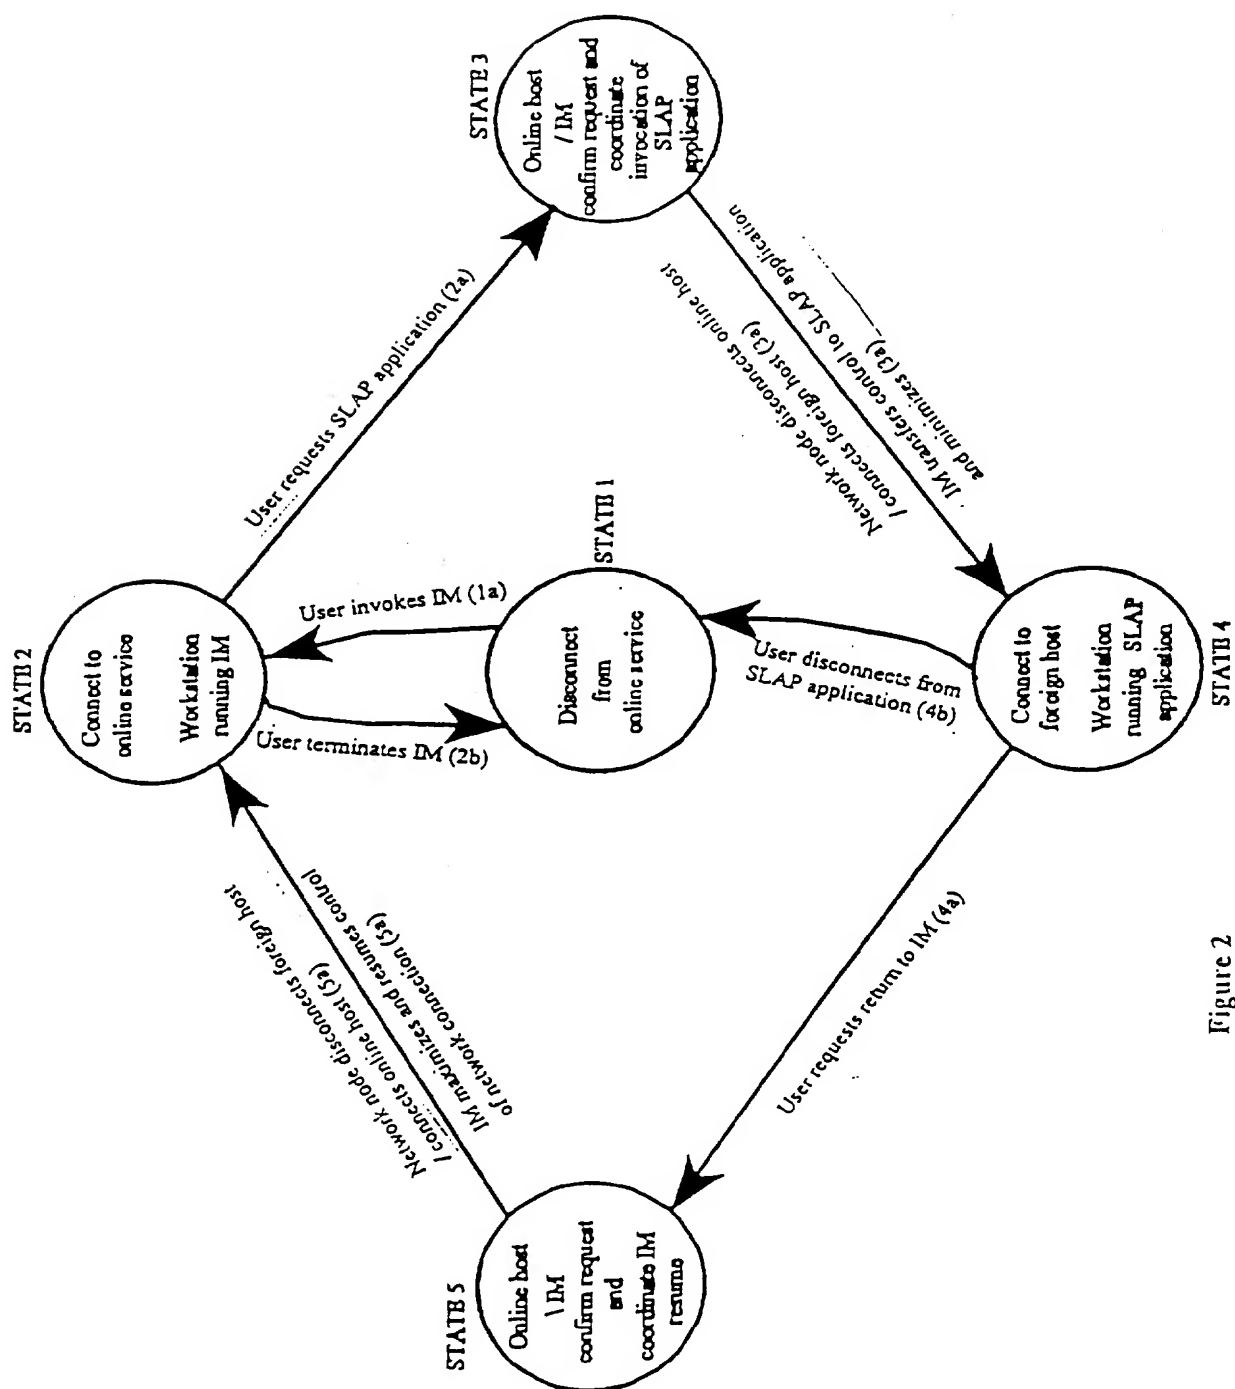 STATE 2
Connect to
online service
Workstation
running IM
User requests SLAP application (2a)
STATE 3
Online host
/ IM
confirm request and
coordinate
invocation of
SLAP
application
User invokes IM (1a)
User terminates IM (2b)
STATE 1
Disconnect
from
online service
Network node disconnects online host
/ connects foreign host (3a)
IM transfers control to SLAP application
and minimizes (3a)
User disconnects from
SLAP application (4b)
STATE 4
Connect to
foreign host
Workstation
running SLAP
application
User requests return to IM (4a)
STATE 5
Online host
\ IM
confirm request
and
coordinate IM
resume
Network node disconnects foreign host
/ connects online host (5a)
IM maximizes and resumes control
of network connection (5a)
Figure 2